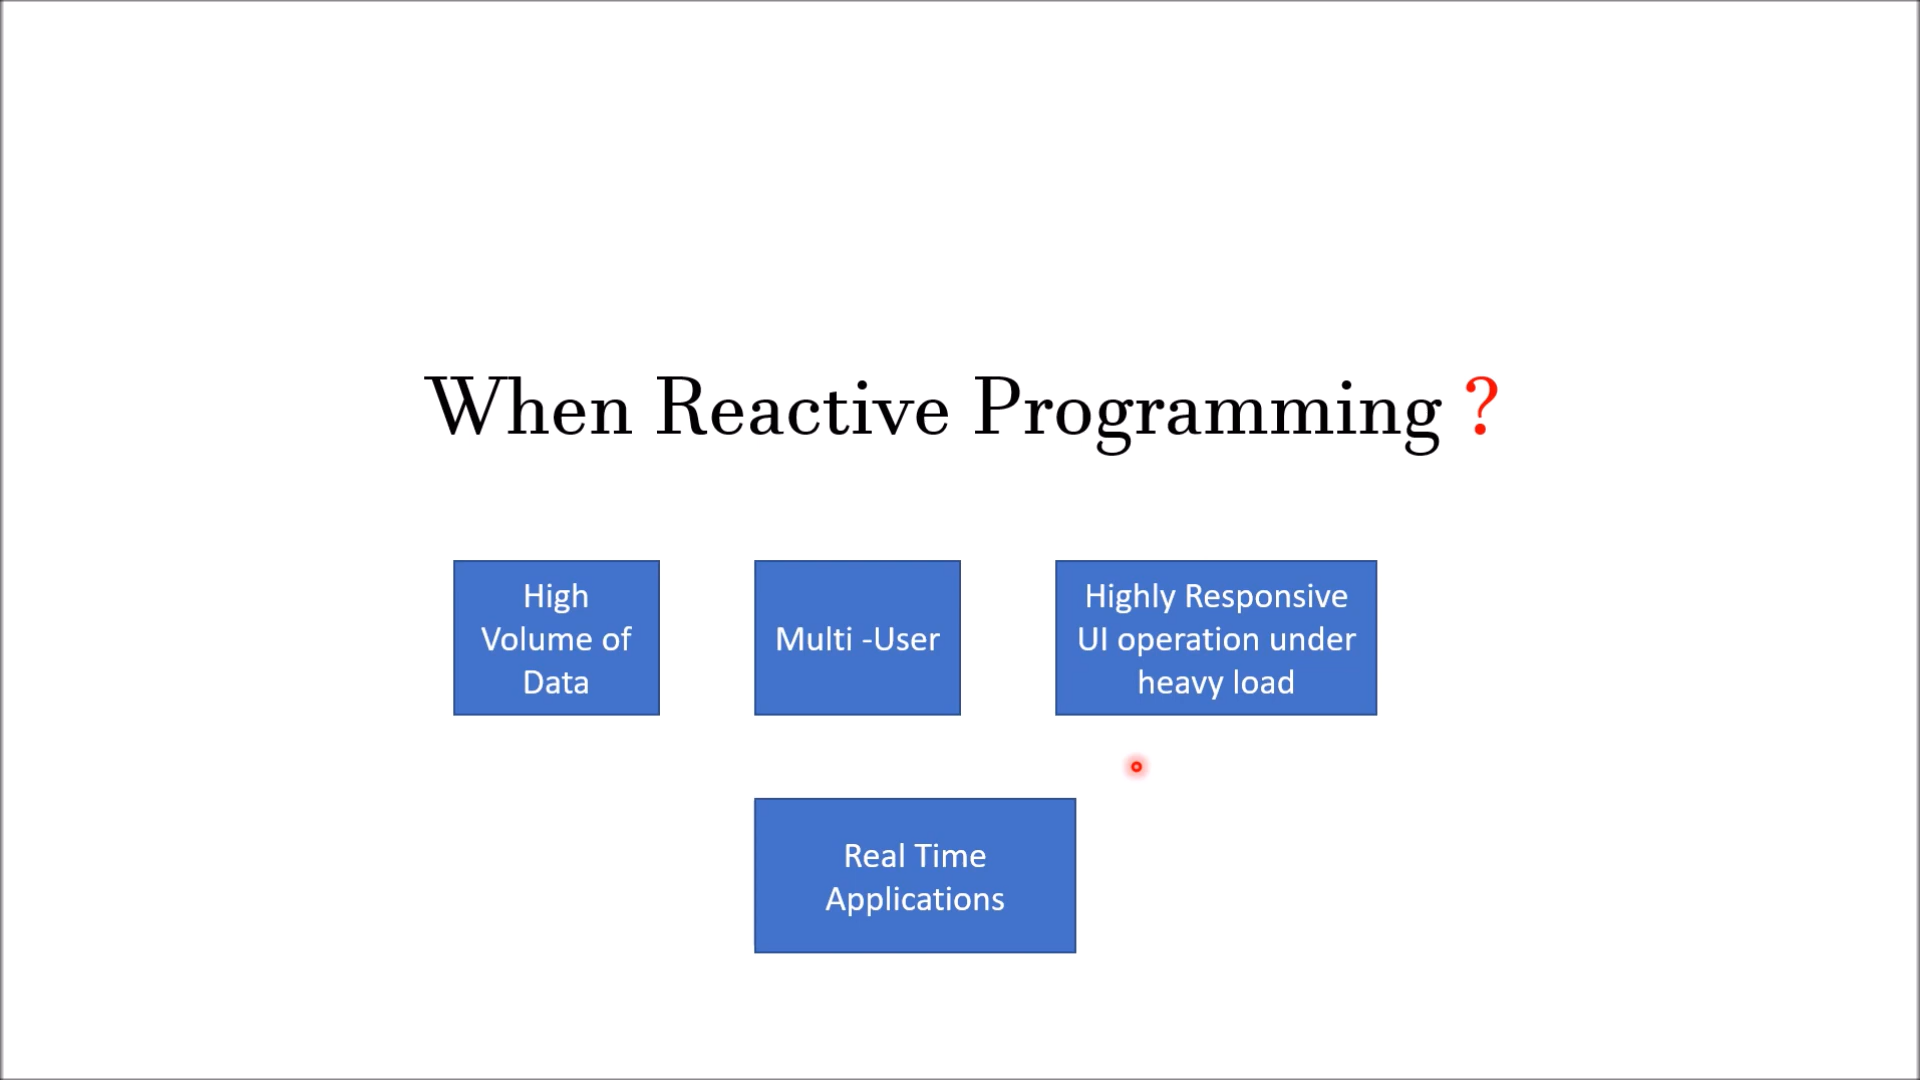 When Reactive Programming ?
High
Volume of
Data
Multi -User
Highly Responsive
UI operation under
heavy load
Real Time
Applications